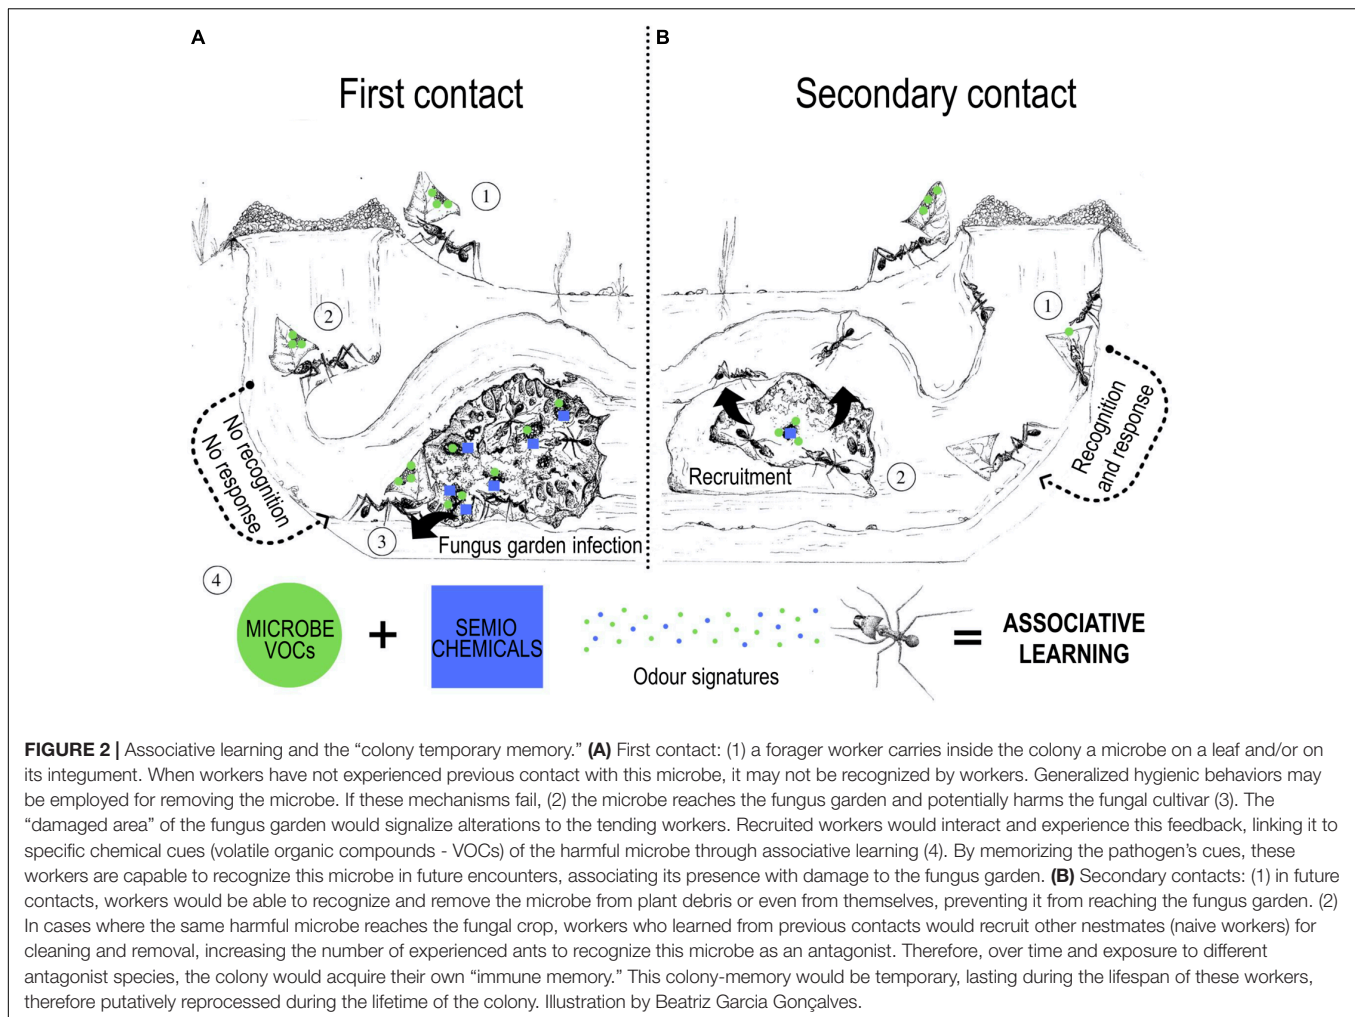 A
B
First contact
Secondary contact
1
2
No recognition
No response
3
Fungus garden infection
1
Recognition
and response
Recruitment
2
4
MICROBE
VOCs
+
SEMIO
CHEMICALS
Odour signatures
=
ASSOCIATIVE
LEARNING
FIGURE 2 | Associative learning and the “colony temporary memory.” (A) First contact: (1) a forager worker carries inside the colony a microbe on a leaf and/or on
its integument. When workers have not experienced previous contact with this microbe, it may not be recognized by workers. Generalized hygienic behaviors may
be employed for removing the microbe. If these mechanisms fail, (2) the microbe reaches the fungus garden and potentially harms the fungal cultivar (3). The
“damaged area” of the fungus garden would signalize alterations to the tending workers. Recruited workers would interact and experience this feedback, linking it to
specific chemical cues (volatile organic compounds - VOCs) of the harmful microbe through associative learning (4). By memorizing the pathogen’s cues, these
workers are capable to recognize this microbe in future encounters, associating its presence with damage to the fungus garden. (B) Secondary contacts: (1) in future
contacts, workers would be able to recognize and remove the microbe from plant debris or even from themselves, preventing it from reaching the fungus garden. (2)
In cases where the same harmful microbe reaches the fungal crop, workers who learned from previous contacts would recruit other nestmates (naive workers) for
cleaning and removal, increasing the number of experienced ants to recognize this microbe as an antagonist. Therefore, over time and exposure to different
antagonist species, the colony would acquire their own “immune memory.” This colony-memory would be temporary, lasting during the lifespan of these workers,
therefore putatively reprocessed during the lifetime of the colony. Illustration by Beatriz Garcia Gonçalves.